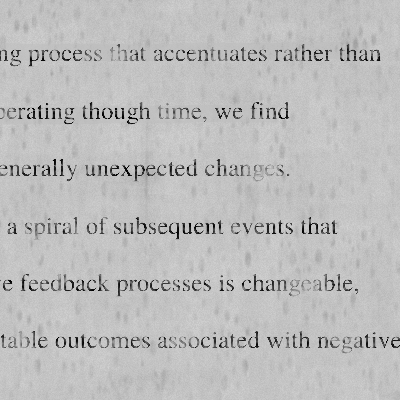 ng process that accentuates rather than
perating though time, we find
enerally unexpected changes.
a spiral of subsequent events that
ve feedback processes is changeable,
table outcomes associated with negative